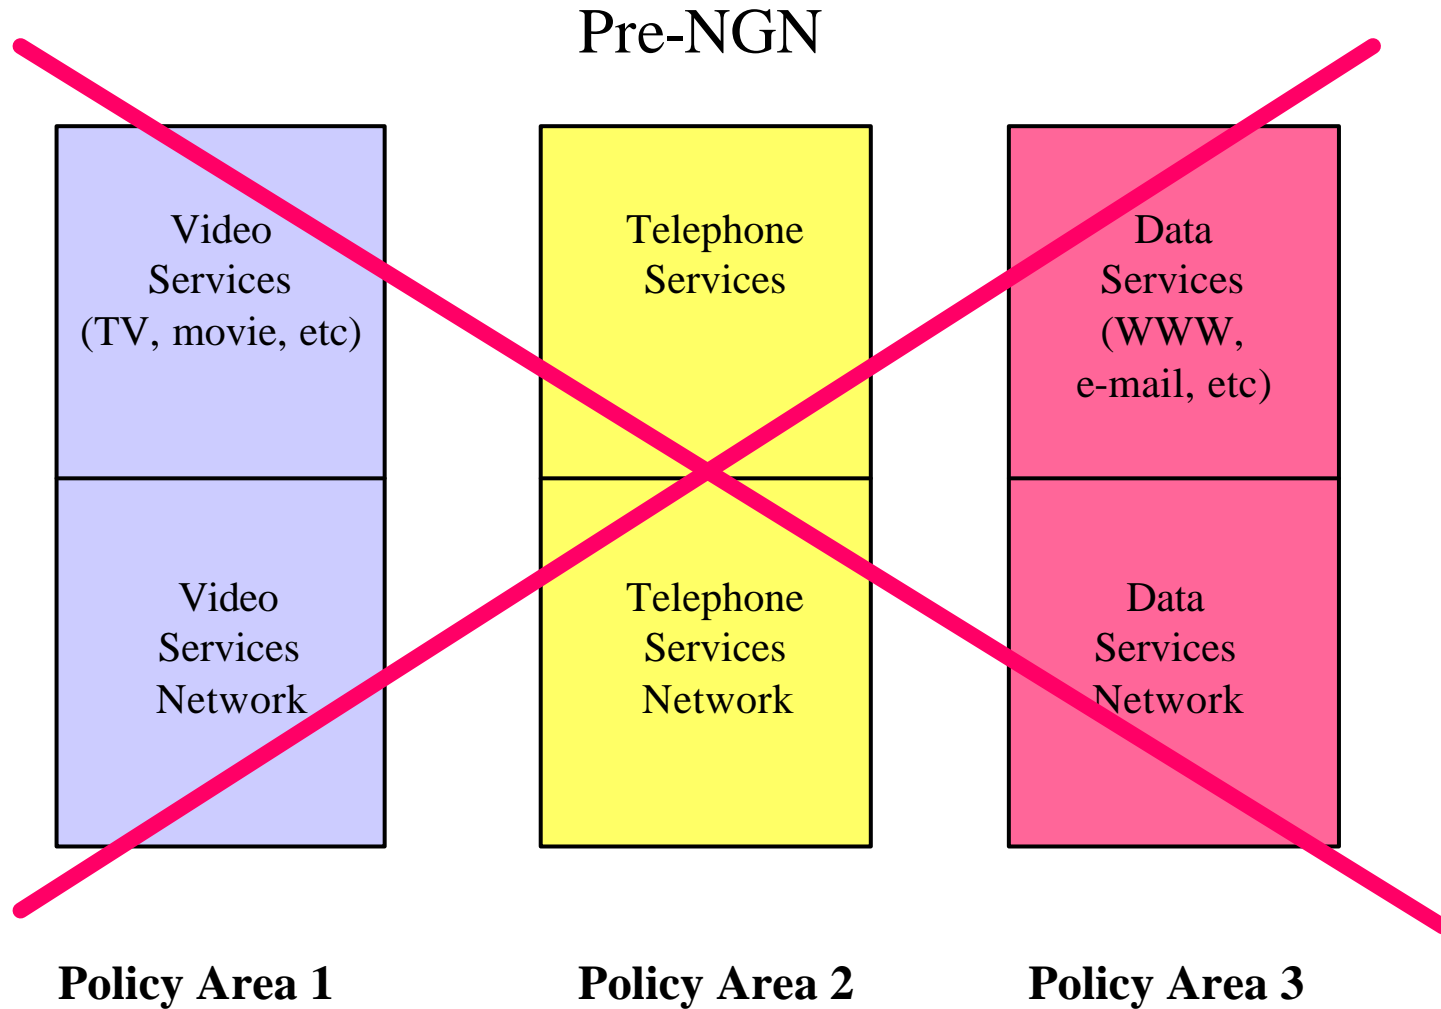 Pre-NGN
Video
Services
(TV, movie, etc)
Telephone
Services
Data
Services
(WWW,
e-mail, etc)
Video
Services
Network
Telephone
Services
Network
Data
Services
Network
Policy Area 1
Policy Area 2
Policy Area 3